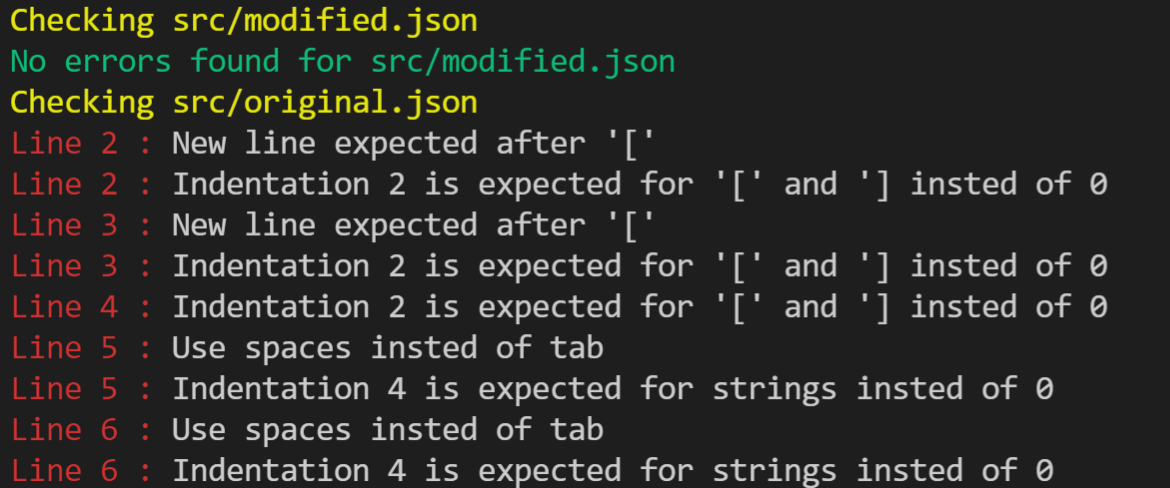 Checking src/modified.json
No errors found for src/modified.json
Checking src/original.json
Line 2 : New line expected after '['
Line 2 : Indentation 2 is expected for '[' and '] insted of 0
Line 3 : New line expected after '['
Line 3 : Indentation 2 is expected for '[' and '] insted of 0
Line 4 : Indentation 2 is expected for '[' and '] insted of 0
Line 5 : Use spaces insted of tab
Line 5 : Indentation 4 is expected for strings insted of 0
Line 6 : Use spaces insted of tab
Line 6 : Indentation 4 is expected for strings insted of 0